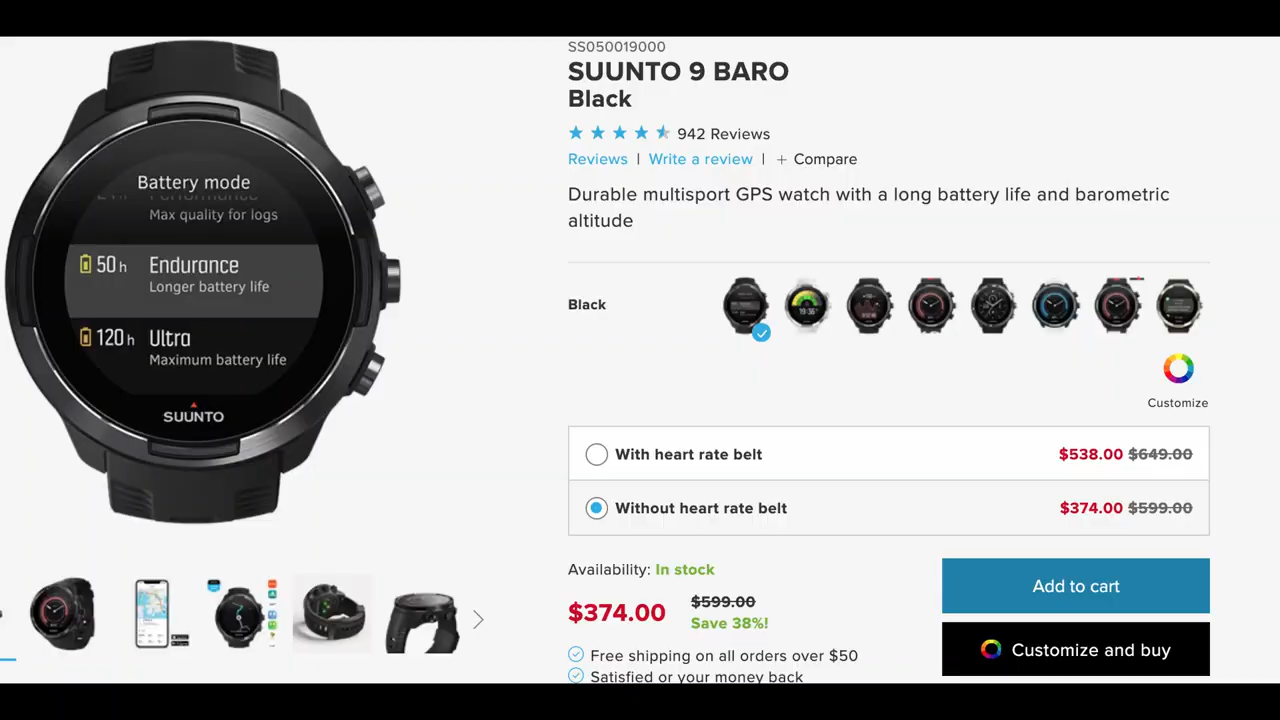 SS050019000
SUUNTO 9 BARO
Black
942 Reviews
Reviews | Write a review | + Compare
Durable multisport GPS watch with a long battery life and barometric
altitude
Black
Customize
With heart rate belt $538.00 $649.00
Without heart rate belt $374.00 $599.00
Availability: In stock
$374.00 $599.00
Save 38%!
Free shipping on all orders over $50
Satisfied or your money back
Add to cart
Customize and buy
Battery mode
Performance
Max quality for logs
50 h Endurance
Longer battery life
120 h Ultra
Maximum battery life
SUUNTO